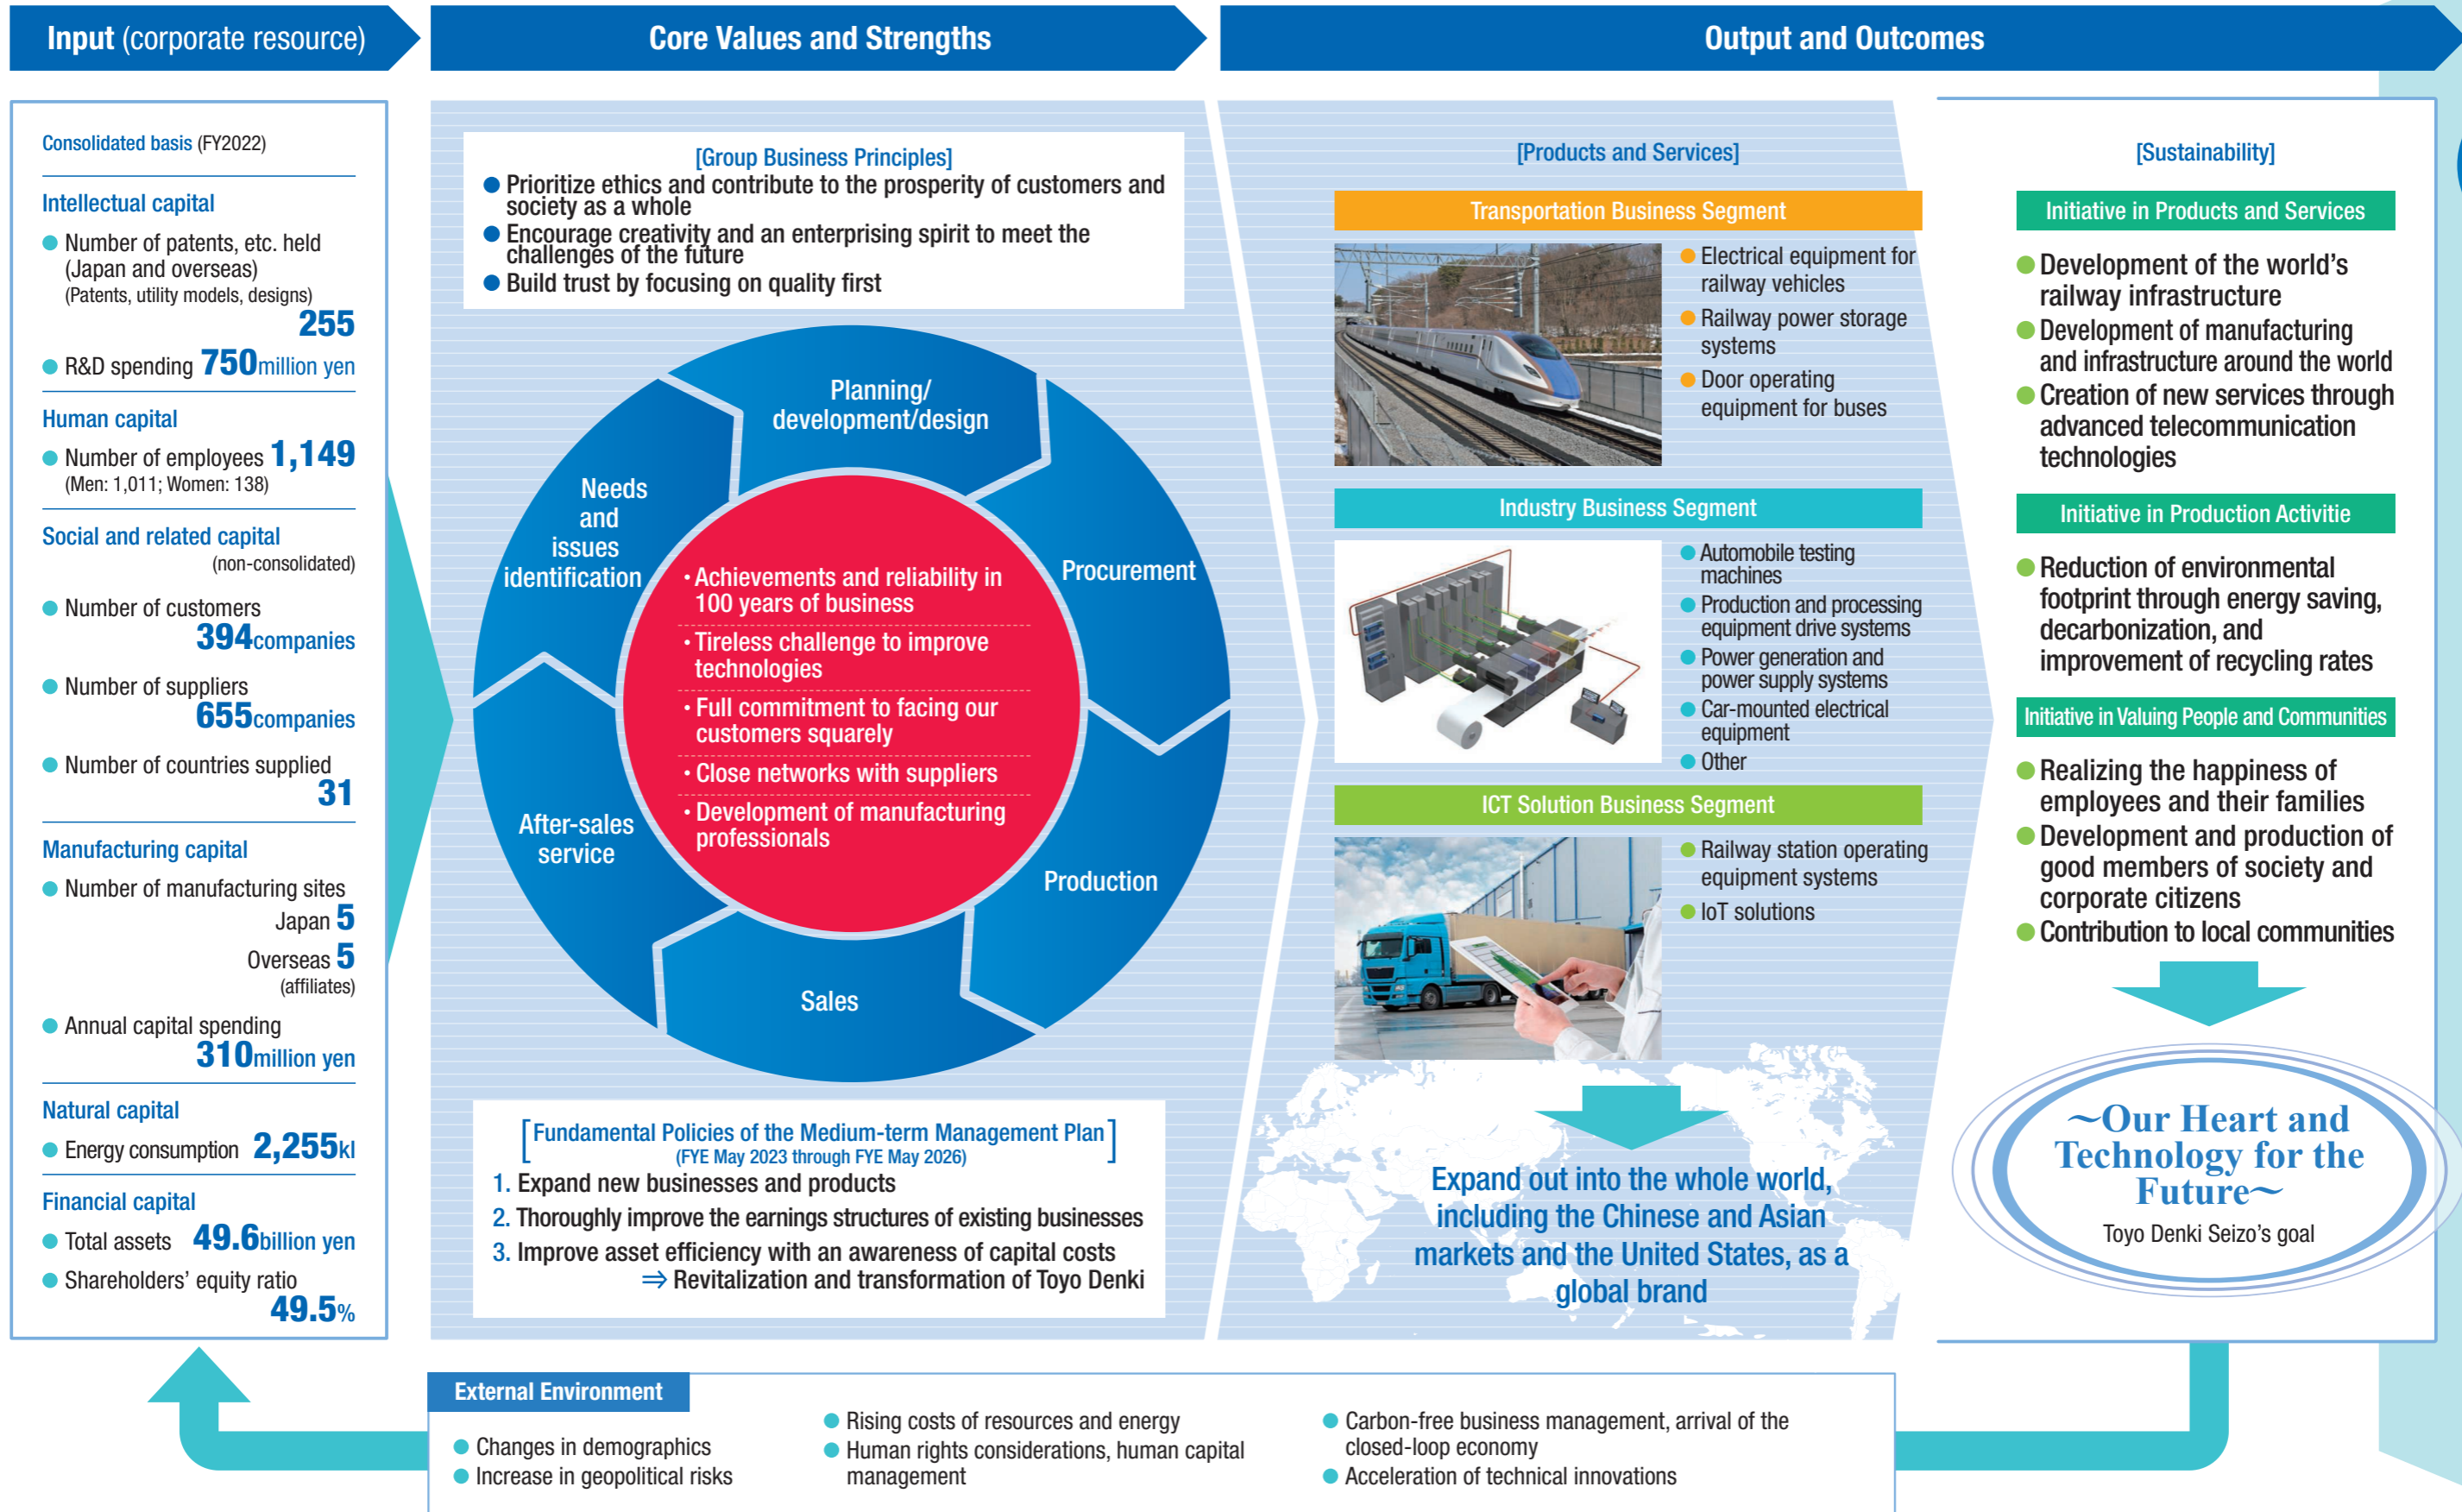 Input (corporate resource)
Core Values and Strengths
Output and Outcomes
Consolidated basis (FY2022)
Intellectual capital
Number of patents, etc. held
(Japan and overseas)
(Patents, utility models, designs)
255
R&D spending 750million yen
Human capital
Number of employees 1,149
(Men: 1,011; Women: 138)
Social and related capital
(non-consolidated)
Number of customers
394companies
Number of suppliers
655companies
Number of countries supplied
31
Manufacturing capital
Number of manufacturing sites
Japan 5
Overseas 5
(affiliates)
Annual capital spending
310million yen
Natural capital
Energy consumption 2,255kl
Financial capital
Total assets 49.6billion yen
Shareholders' equity ratio
49.5%
[Group Business Principles]
Prioritize ethics and contribute to the prosperity of customers and
society as a whole
Encourage creativity and an enterprising spirit to meet the
challenges of the future
Build trust by focusing on quality first
Planning/
development/design
Procurement
Production
Sales
After-sales
service
Needs
and
issues
identification
・Achievements and reliability in
100 years of business
・Tireless challenge to improve
technologies
・Full commitment to facing our
customers squarely
・Close networks with suppliers
・Development of manufacturing
professionals
[Fundamental Policies of the Medium-term Management Plan]
(FYE May 2023 through FYE May 2026)
1. Expand new businesses and products
2. Thoroughly improve the earnings structures of existing businesses
3. Improve asset efficiency with an awareness of capital costs
⇒ Revitalization and transformation of Toyo Denki
[Products and Services]
Transportation Business Segment
Electrical equipment for
railway vehicles
Railway power storage
systems
Door operating
equipment for buses
Industry Business Segment
Automobile testing
machines
Production and processing
equipment drive systems
Power generation and
power supply systems
Car-mounted electrical
equipment
Other
ICT Solution Business Segment
Railway station operating
equipment systems
IoT solutions
Expand out into the whole world,
including the Chinese and Asian
markets and the United States, as a
global brand
[Sustainability]
Initiative in Products and Services
Development of the world's
railway infrastructure
Development of manufacturing
and infrastructure around the world
Creation of new services through
advanced telecommunication
technologies
Initiative in Production Activitie
Reduction of environmental
footprint through energy saving,
decarbonization, and
improvement of recycling rates
Initiative in Valuing People and Communities
Realizing the happiness of
employees and their families
Development and production of
good members of society and
corporate citizens
Contribution to local communities
~Our Heart and
Technology for the
Future~
Toyo Denki Seizo's goal
External Environment
Changes in demographics
Increase in geopolitical risks
Rising costs of resources and energy
Human rights considerations, human capital
management
Carbon-free business management, arrival of the
closed-loop economy
Acceleration of technical innovations